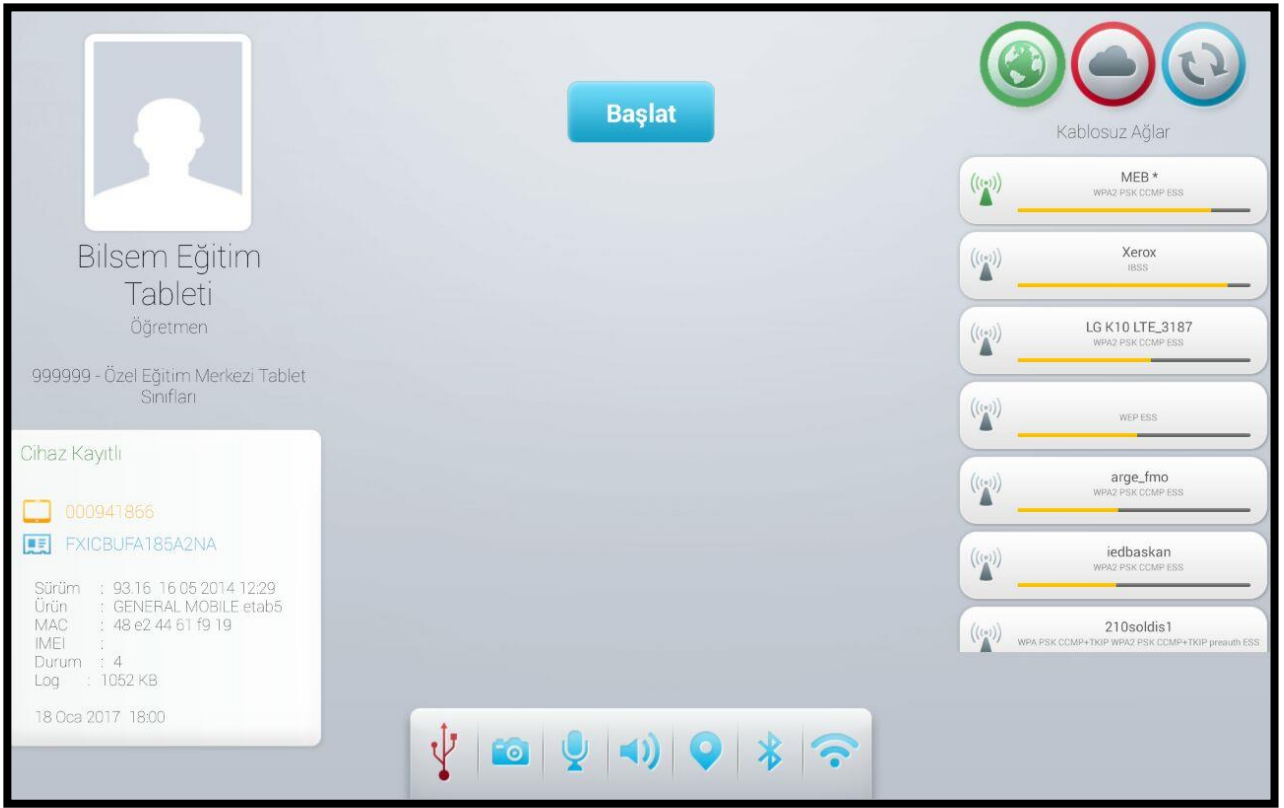 Bilsem Eğitim
Tableti
Öğretmen
999999 - Özel Eğitim Merkezi Tablet
Sınıfları
Cihaz Kayıtlı
000941866
FXICBUFA185A2NA
Sürüm : 93.16 16 05 2014 12:29
Ürün : GENERAL MOBILE etab5
MAC : 48 e2 44 61 f9 19
IMEI :
Durum : 4
Log : 1052 KB
18 Oca 2017 18:00
Başlat
Kablosuz Ağlar
MEB *
WPA2 PSK CCMP ESS
Xerox
IBSS
LG K10 LTE_3187
WPA2 PSK CCMP ESS
WEP ESS
arge_fmo
WPA2 PSK CCMP ESS
iedbaskan
WPA2 PSK CCMP ESS
210soldis1
WPA PSK CCMP+TKIP WPA2 PSK CCMP+TKIP preauth ESS